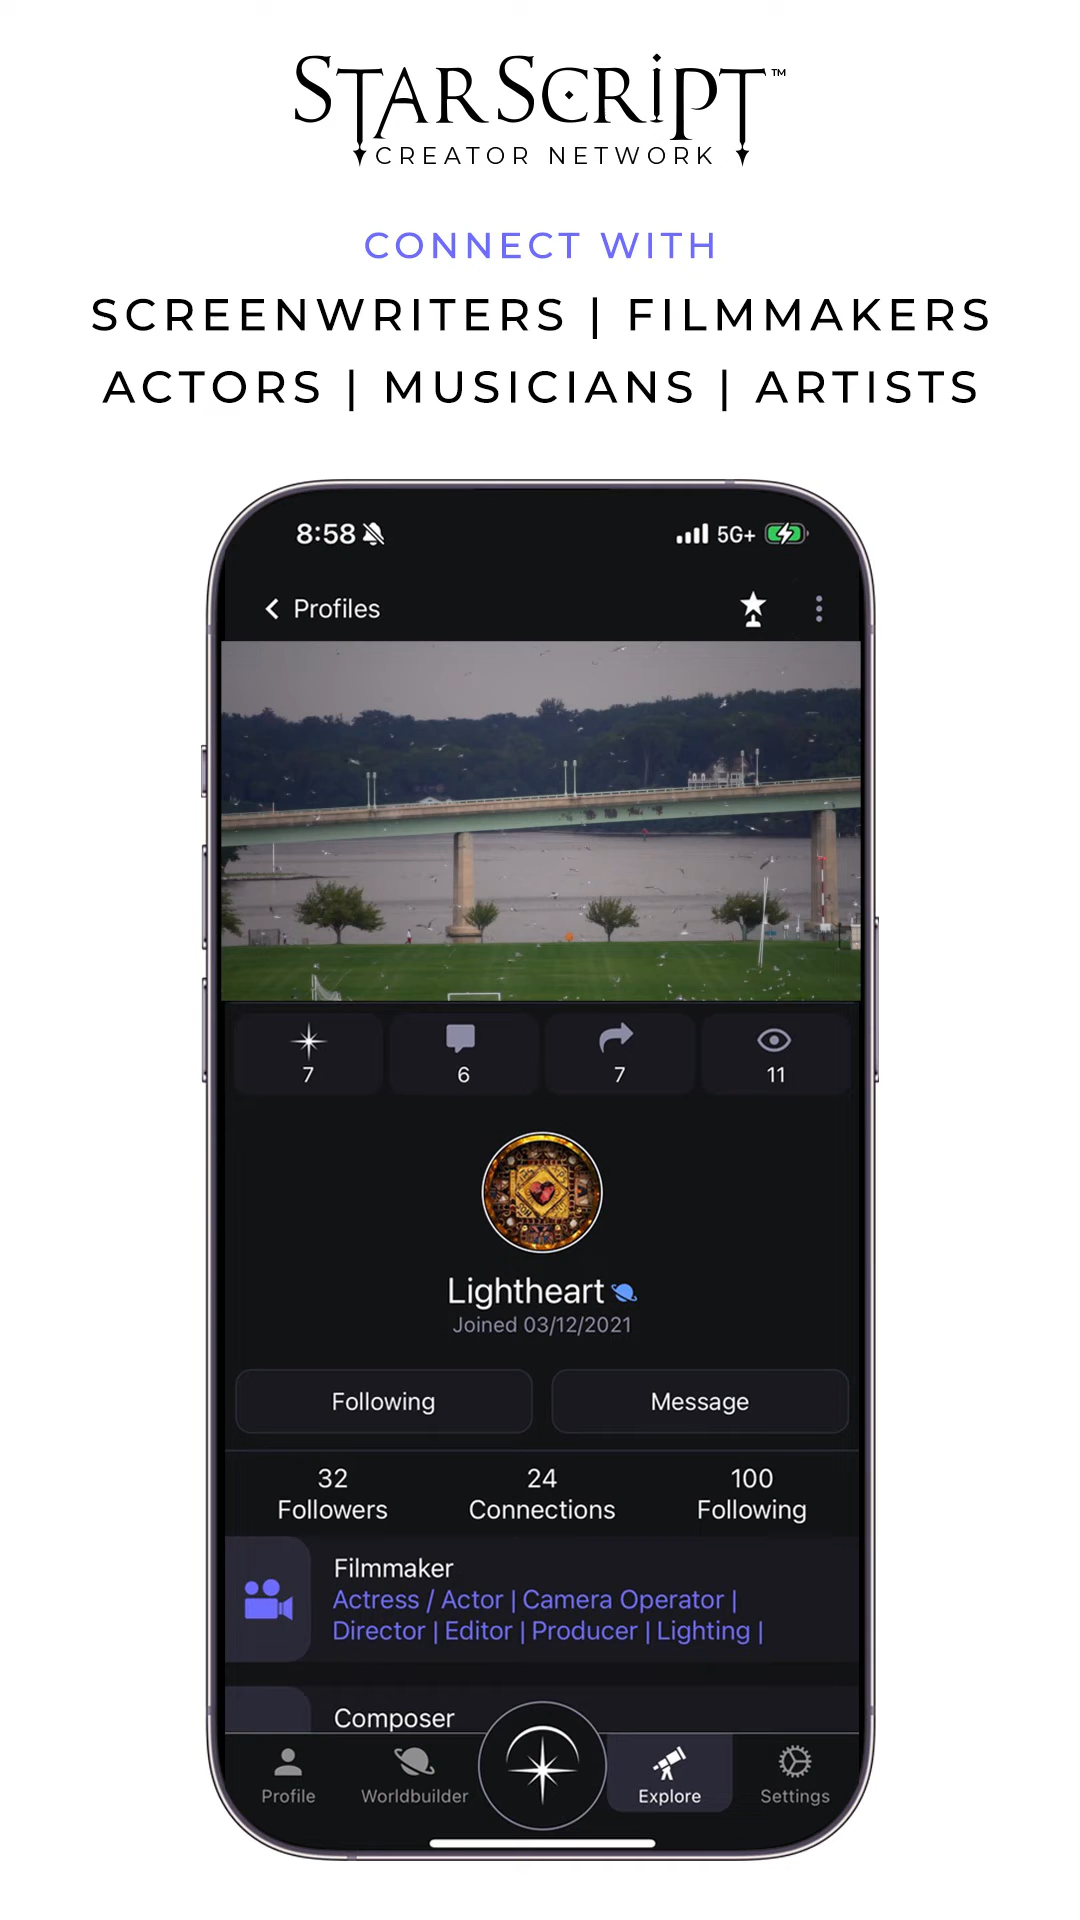 STARSCRIPT™
CREATOR NETWORK
CONNECT WITH
SCREENWRITERS | FILMMAKERS
ACTORS | MUSICIANS | ARTISTS
8:58 5G+
Profiles
7 6 7 11
Lightheart
Joined 03/12/2021
Following Message
32 24 100
Followers Connections Following
Filmmaker
Actress / Actor | Camera Operator |
Director | Editor | Producer | Lighting |
Composer
Profile Worldbuilder Explore Settings